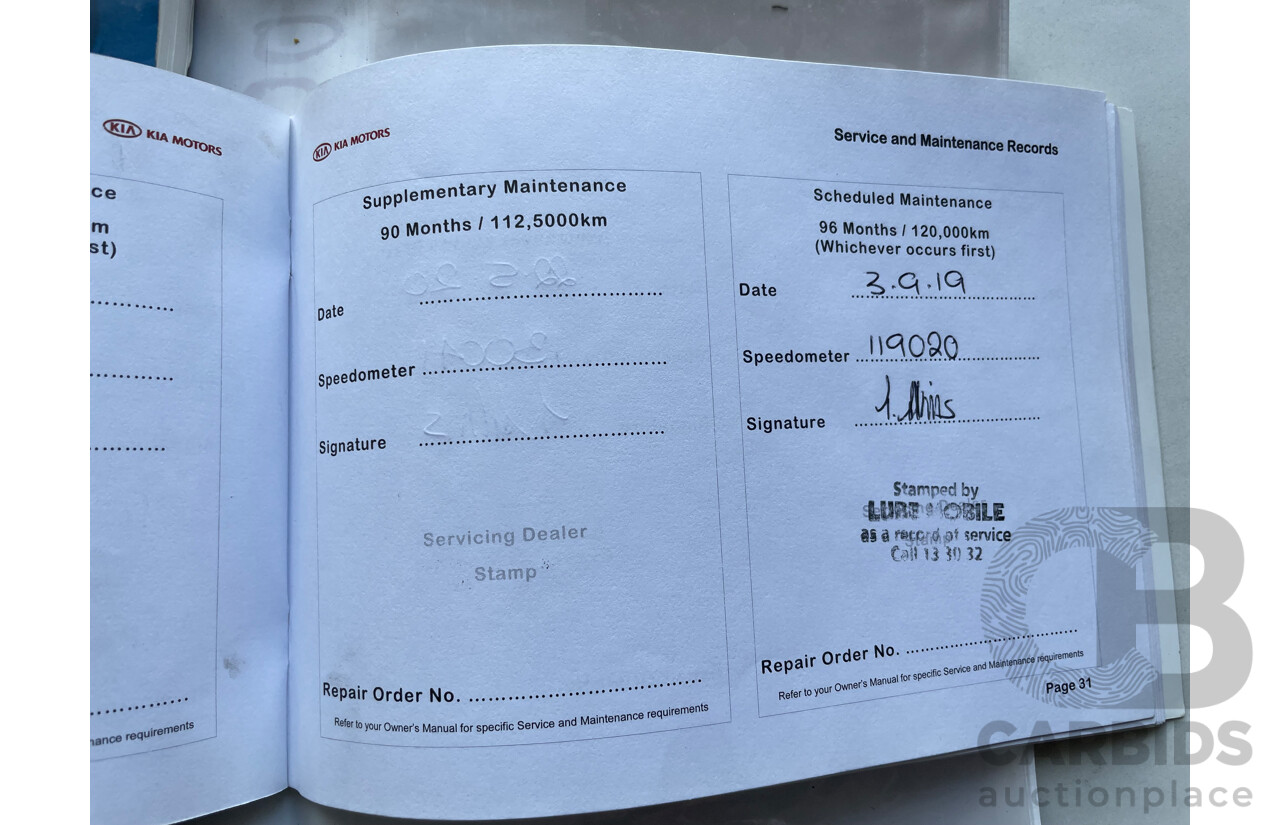 KIA KIA MOTORS
ce
m
st)
ance requirements
KIA KIA MOTORS
Supplementary Maintenance
90 Months / 112,5000km
Date
Speedometer
Signature
Servicing Dealer
Stamp
Repair Order No.
Refer to your Owner's Manual for specific Service and Maintenance requirements
Service and Maintenance Records
Scheduled Maintenance
96 Months / 120,000km
(Whichever occurs first)
Date 3.9.19
Speedometer 119020
Signature
Stamped by
LUBE MOBILE
as a record of service
Call 13 30 32
Repair Order No.
Refer to your Owner's Manual for specific Service and Maintenance requirements
Page 31
CB
CARBIDS
auctionplace